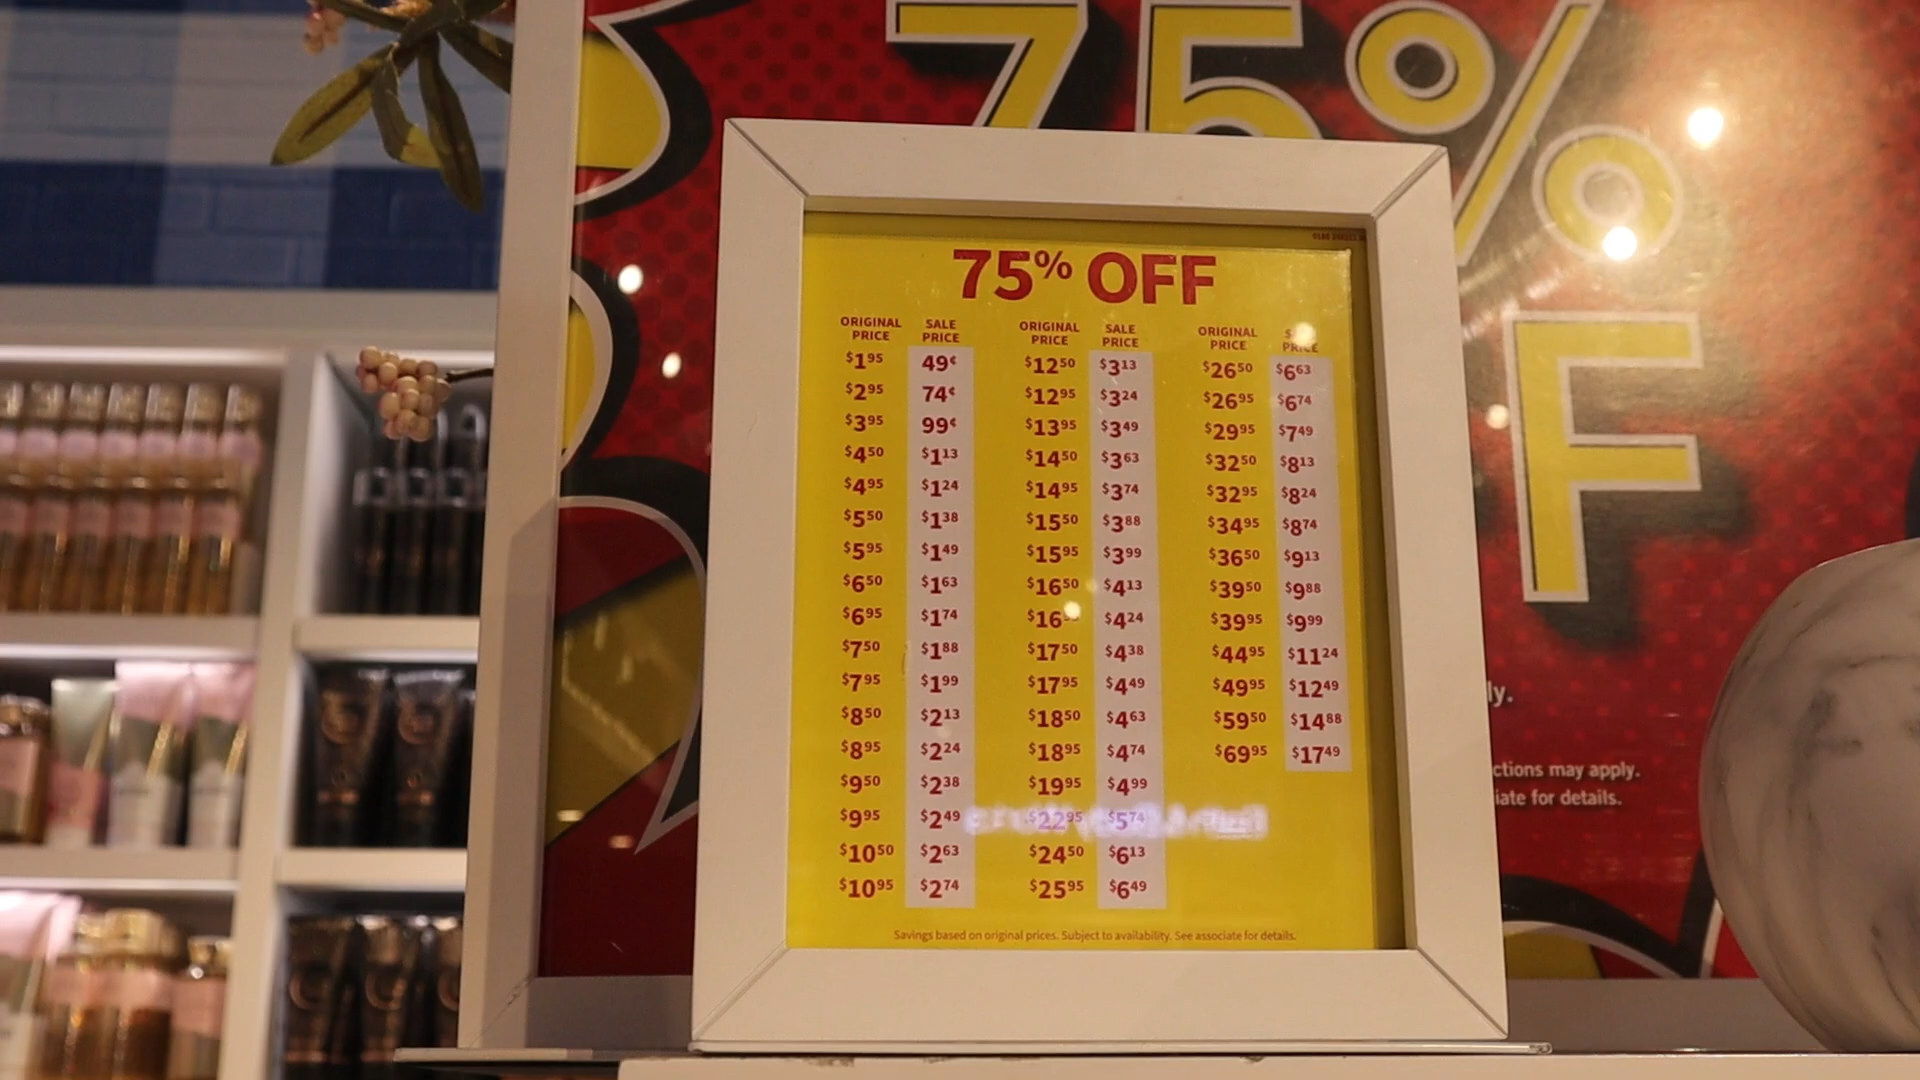 75%
F
ly.
ctions may apply.
iate for details.
75% OFF
ORIGINAL PRICE SALE PRICE ORIGINAL PRICE SALE PRICE ORIGINAL PRICE PRICE
$1.95 49¢ $12.50 $3.13 $26.50 $6.63
$2.95 74¢ $12.95 $3.24 $26.95 $6.74
$3.95 99¢ $13.95 $3.49 $29.95 $7.49
$4.50 $1.13 $14.50 $3.63 $32.50 $8.13
$4.95 $1.24 $14.95 $3.74 $32.95 $8.24
$5.50 $1.38 $15.50 $3.88 $34.95 $8.74
$5.95 $1.49 $15.95 $3.99 $36.50 $9.13
$6.50 $1.63 $16.50 $4.13 $39.50 $9.88
$6.95 $1.74 $16 $4.24 $39.95 $9.99
$7.50 $1.88 $17.50 $4.38 $44.95 $11.24
$7.95 $1.99 $17.95 $4.49 $49.95 $12.49
$8.50 $2.13 $18.50 $4.63 $59.50 $14.88
$8.95 $2.24 $18.95 $4.74 $69.95 $17.49
$9.50 $2.38 $19.95 $4.99
$9.95 $2.49 $22.95 $5.74
$10.50 $2.63 $24.50 $6.13
$10.95 $2.74 $25.95 $6.49
Savings based on original prices. Subject to availability. See associate for details.